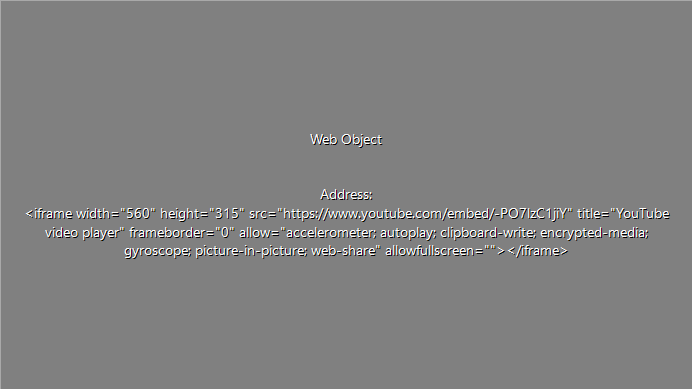 Web Object
Address:
<iframe width="560" height="315" src="https://www.youtube.com/embed/-PO7lzC1jiY" title="YouTube
video player" frameborder="0" allow="accelerometer; autoplay; clipboard-write; encrypted-media;
gyroscope; picture-in-picture; web-share" allowfullscreen=""></iframe>